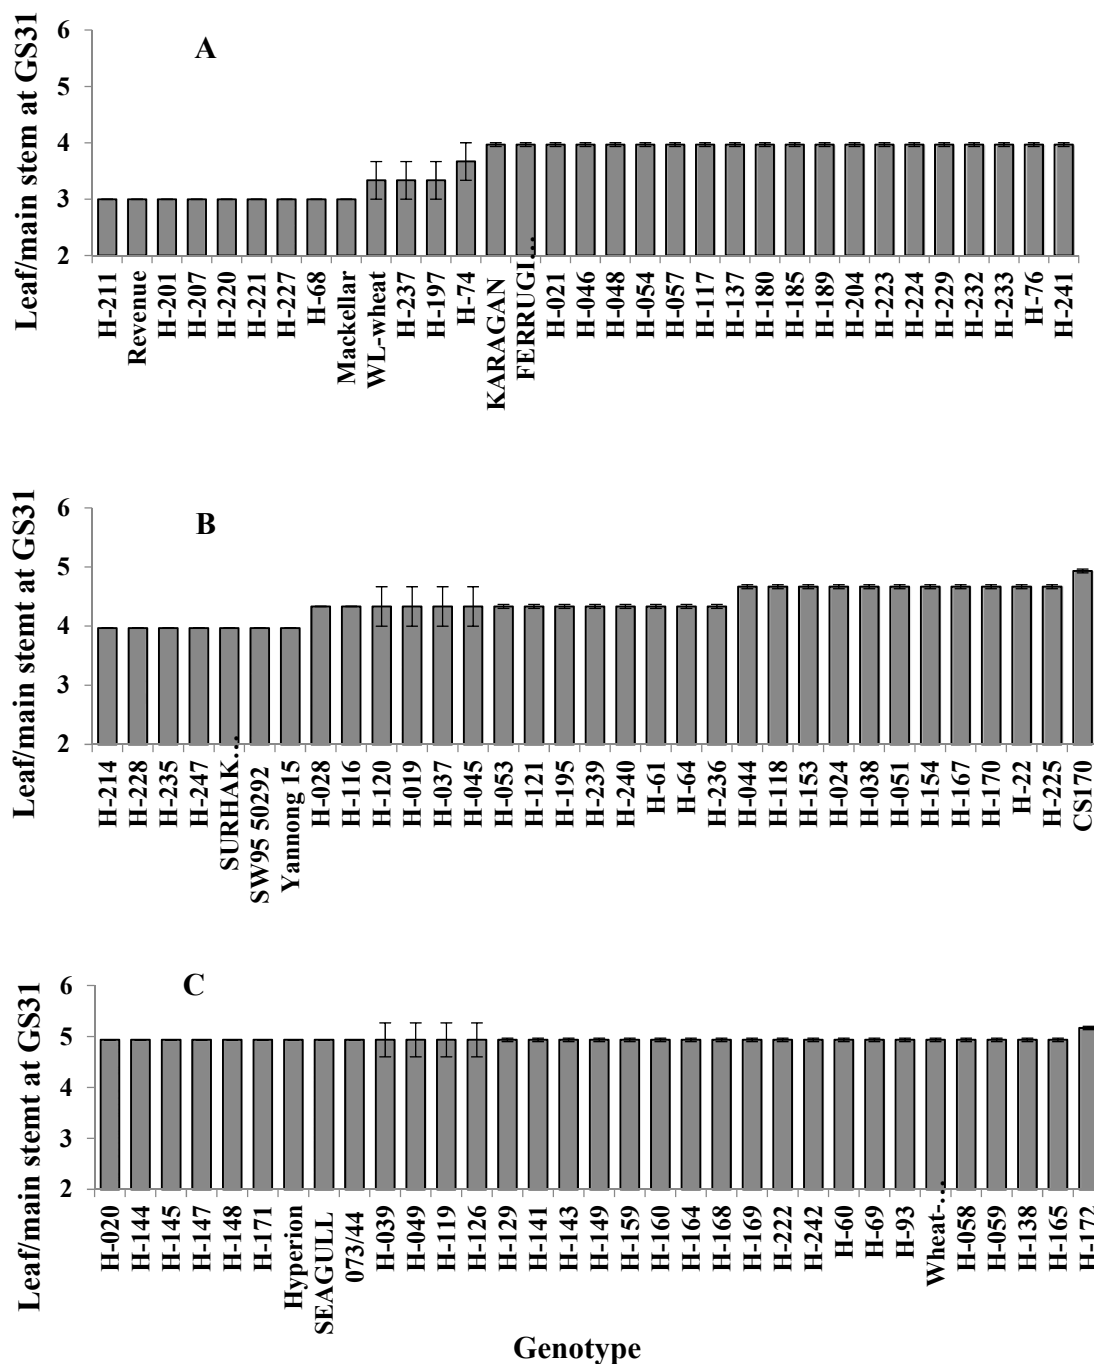 A
Leaf/main stem at GS31
6
5
4
3
2
H-211
Revenue
H-201
H-207
H-220
H-221
H-227
H-68
Mackellar
WL-wheat
H-237
H-197
H-74
KARAGAN
FERRUGI...
H-021
H-046
H-048
H-054
H-057
H-117
H-137
H-180
H-185
H-189
H-204
H-223
H-224
H-229
H-232
H-233
H-76
H-241
B
Leaf/main stemt at GS31
6
5
4
3
2
H-214
H-228
H-235
H-247
SURHAK...
SW95 50292
Yannong 15
H-028
H-116
H-120
H-019
H-037
H-045
H-053
H-121
H-195
H-239
H-240
H-61
H-64
H-236
H-044
H-118
H-153
H-024
H-038
H-051
H-154
H-167
H-170
H-22
H-225
CS170
C
Leaf/main stemt at GS31
6
5
4
3
2
H-020
H-144
H-145
H-147
H-148
H-171
Hyperion
SEAGULL
073/44
H-039
H-049
H-119
H-126
H-129
H-141
H-143
H-149
H-159
H-160
H-164
H-168
H-169
H-222
H-242
H-60
H-69
H-93
Wheat-...
H-058
H-059
H-138
H-165
H-172
Genotype